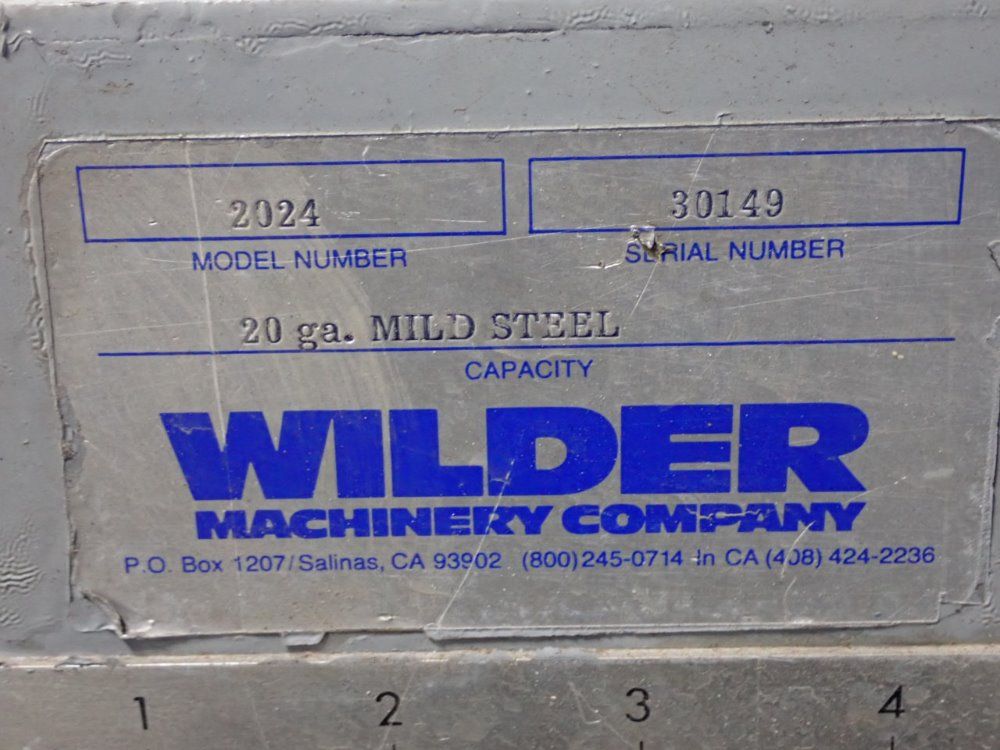 2024 30149
MODEL NUMBER SERIAL NUMBER
20 ga. MILD STEEL
CAPACITY
WILDER
MACHINERY COMPANY
P.O. Box 1207/Salinas, CA 93902 (800)245-0714 In CA (408) 424-2236
1 2 3 4